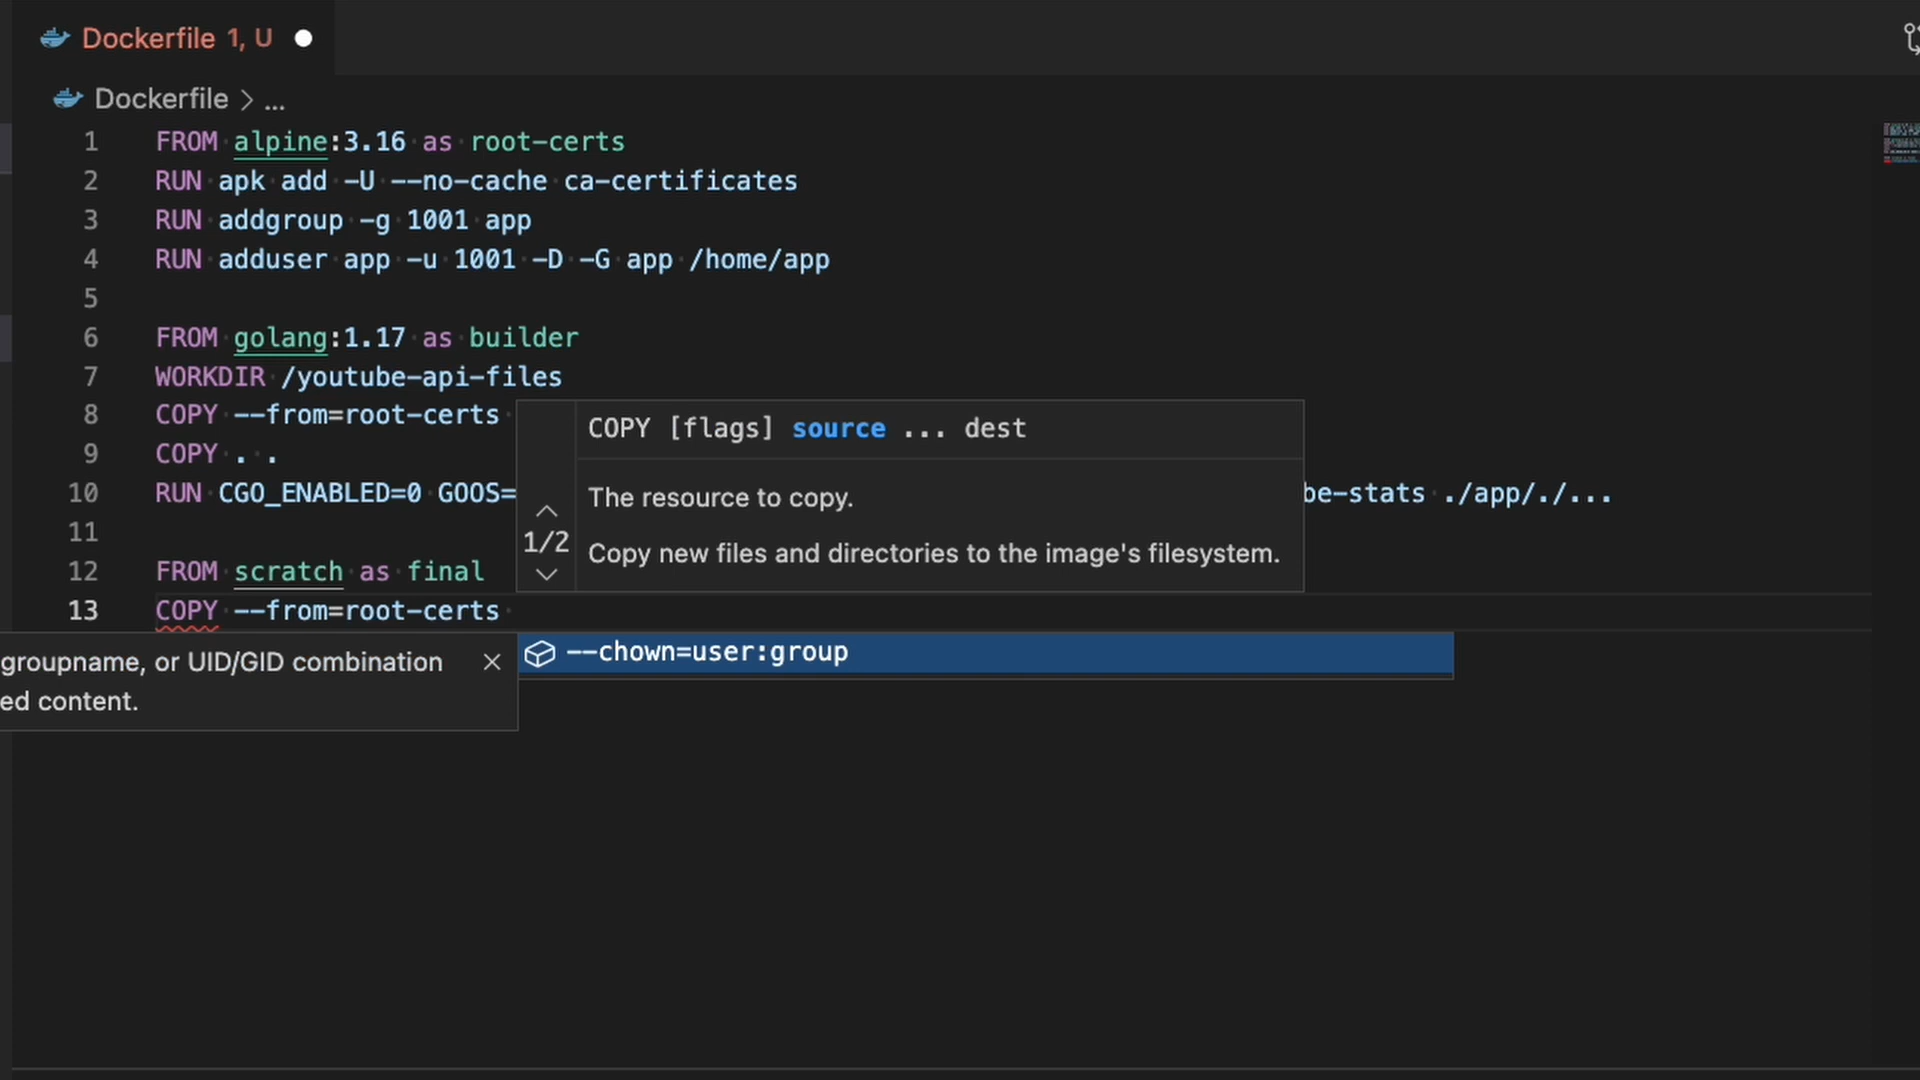 Dockerfile 1, U
Dockerfile > ...
1 FROM alpine:3.16 as root-certs
2 RUN apk add -U --no-cache ca-certificates
3 RUN addgroup -g 1001 app
4 RUN adduser app -u 1001 -D -G app /home/app
5
6 FROM golang:1.17 as builder
7 WORKDIR /youtube-api-files
8 COPY --from=root-certs
COPY [flags] source ... dest
9 COPY . .
10 RUN CGO_ENABLED=0 GOOS= be-stats ./app/./...
The resource to copy.
11
1/2
Copy new files and directories to the image's filesystem.
12 FROM scratch as final
13 COPY --from=root-certs
--chown=user:group
groupname, or UID/GID combination
ed content.